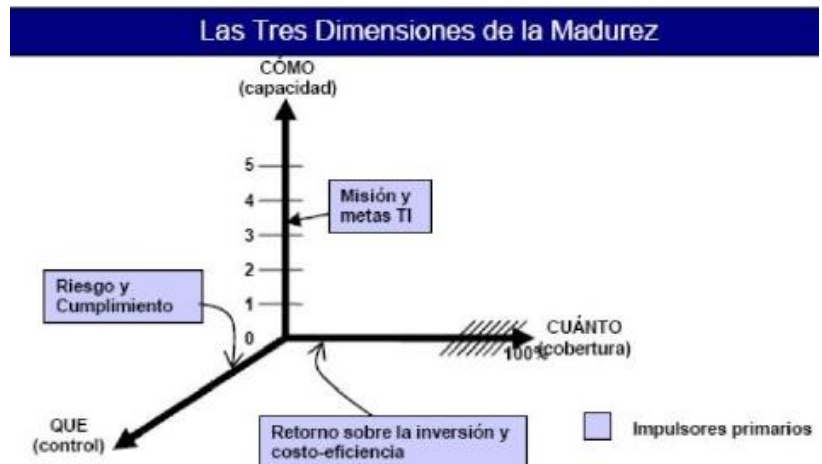 Las Tres Dimensiones de la Madurez
CÓMO
(capacidad)
5
4
3
2
1
0
Misión y
metas TI
Riesgo y
Cumplimiento
CUÁNTO
(cobertura)
100%
QUE
(control)
Retorno sobre la inversión y
costo-eficiencia
Impulsores primarios